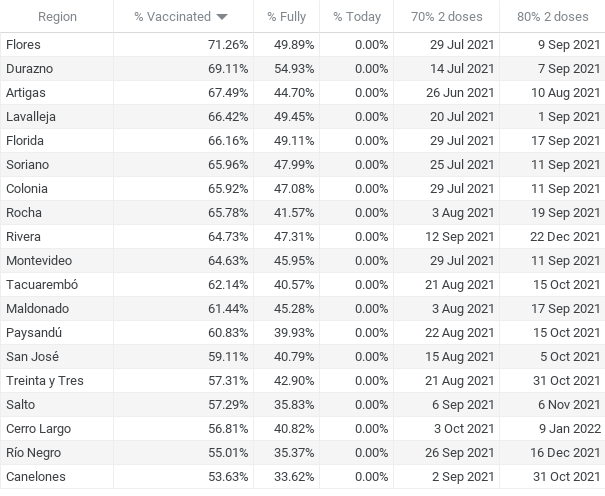 Region % Vaccinated % Fully % Today 70% 2 doses 80% 2 doses
Flores 71.26% 49.89% 0.00% 29 Jul 2021 9 Sep 2021
Durazno 69.11% 54.93% 0.00% 14 Jul 2021 7 Sep 2021
Artigas 67.49% 44.70% 0.00% 26 Jun 2021 10 Aug 2021
Lavalleja 66.42% 49.45% 0.00% 20 Jul 2021 1 Sep 2021
Florida 66.16% 49.11% 0.00% 29 Jul 2021 17 Sep 2021
Soriano 65.96% 47.99% 0.00% 25 Jul 2021 11 Sep 2021
Colonia 65.92% 47.08% 0.00% 29 Jul 2021 11 Sep 2021
Rocha 65.78% 41.57% 0.00% 3 Aug 2021 19 Sep 2021
Rivera 64.73% 47.31% 0.00% 12 Sep 2021 22 Dec 2021
Montevideo 64.63% 45.95% 0.00% 29 Jul 2021 11 Sep 2021
Tacuarembó 62.14% 40.57% 0.00% 21 Aug 2021 15 Oct 2021
Maldonado 61.44% 45.28% 0.00% 3 Aug 2021 17 Sep 2021
Paysandú 60.83% 39.93% 0.00% 22 Aug 2021 15 Oct 2021
San José 59.11% 40.79% 0.00% 15 Aug 2021 5 Oct 2021
Treinta y Tres 57.31% 42.90% 0.00% 21 Aug 2021 31 Oct 2021
Salto 57.29% 35.83% 0.00% 6 Sep 2021 6 Nov 2021
Cerro Largo 56.81% 40.82% 0.00% 3 Oct 2021 9 Jan 2022
Río Negro 55.01% 35.37% 0.00% 26 Sep 2021 16 Dec 2021
Canelones 53.63% 33.62% 0.00% 2 Sep 2021 31 Oct 2021